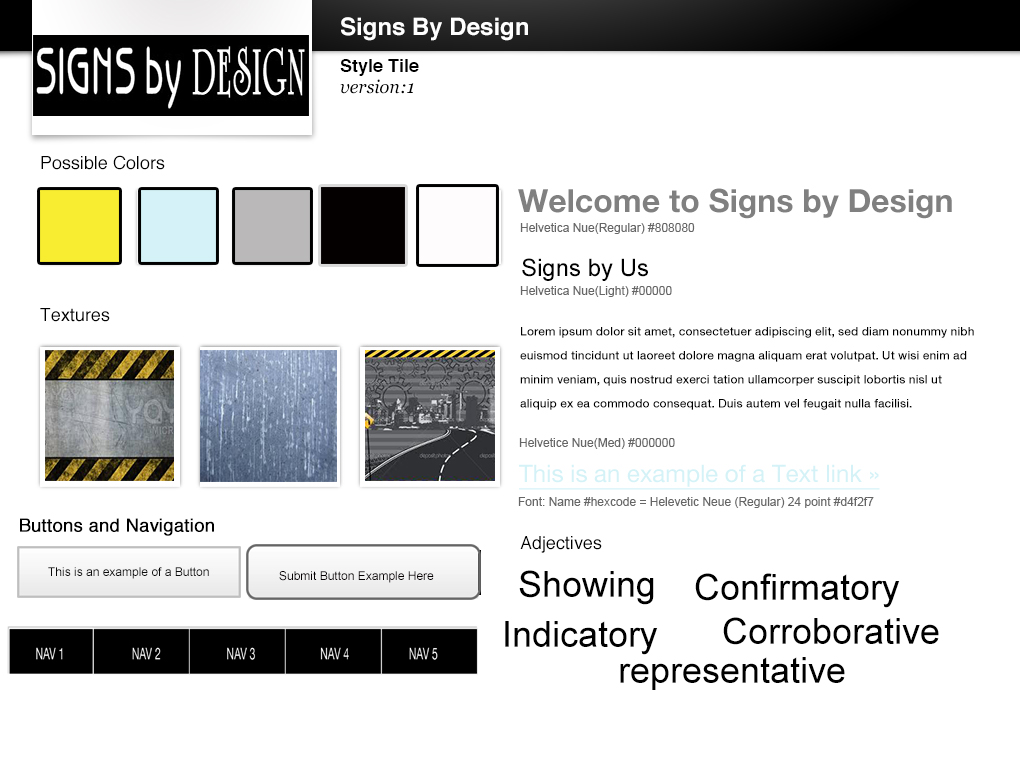 Signs By Design
SIGNS by DESIGN
Style Tile
version:1
Possible Colors
Welcome to Signs by Design
Helvetica Nue(Regular) #808080
Signs by Us
Helvetica Nue(Light) #00000
Textures
Lorem ipsum dolor sit amet, consectetuer adipiscing elit, sed diam nonummy nibh
euismod tincidunt ut laoreet dolore magna aliquam erat volutpat. Ut wisi enim ad
minim veniam, quis nostrud exerci tation ullamcorper suscipit lobortis nisl ut
aliquip ex ea commodo consequat. Duis autem vel feugait nulla facilisi.
Helvetice Nue(Med) #000000
This is an example of a Text link »
Font: Name #hexcode = Helevetic Neue (Regular) 24 point #d4f2f7
Buttons and Navigation
This is an example of a Button
Submit Button Example Here
NAV 1
NAV 2
NAV 3
NAV 4
NAV 5
Adjectives
Showing
Confirmatory
Indicatory
Corroborative
representative